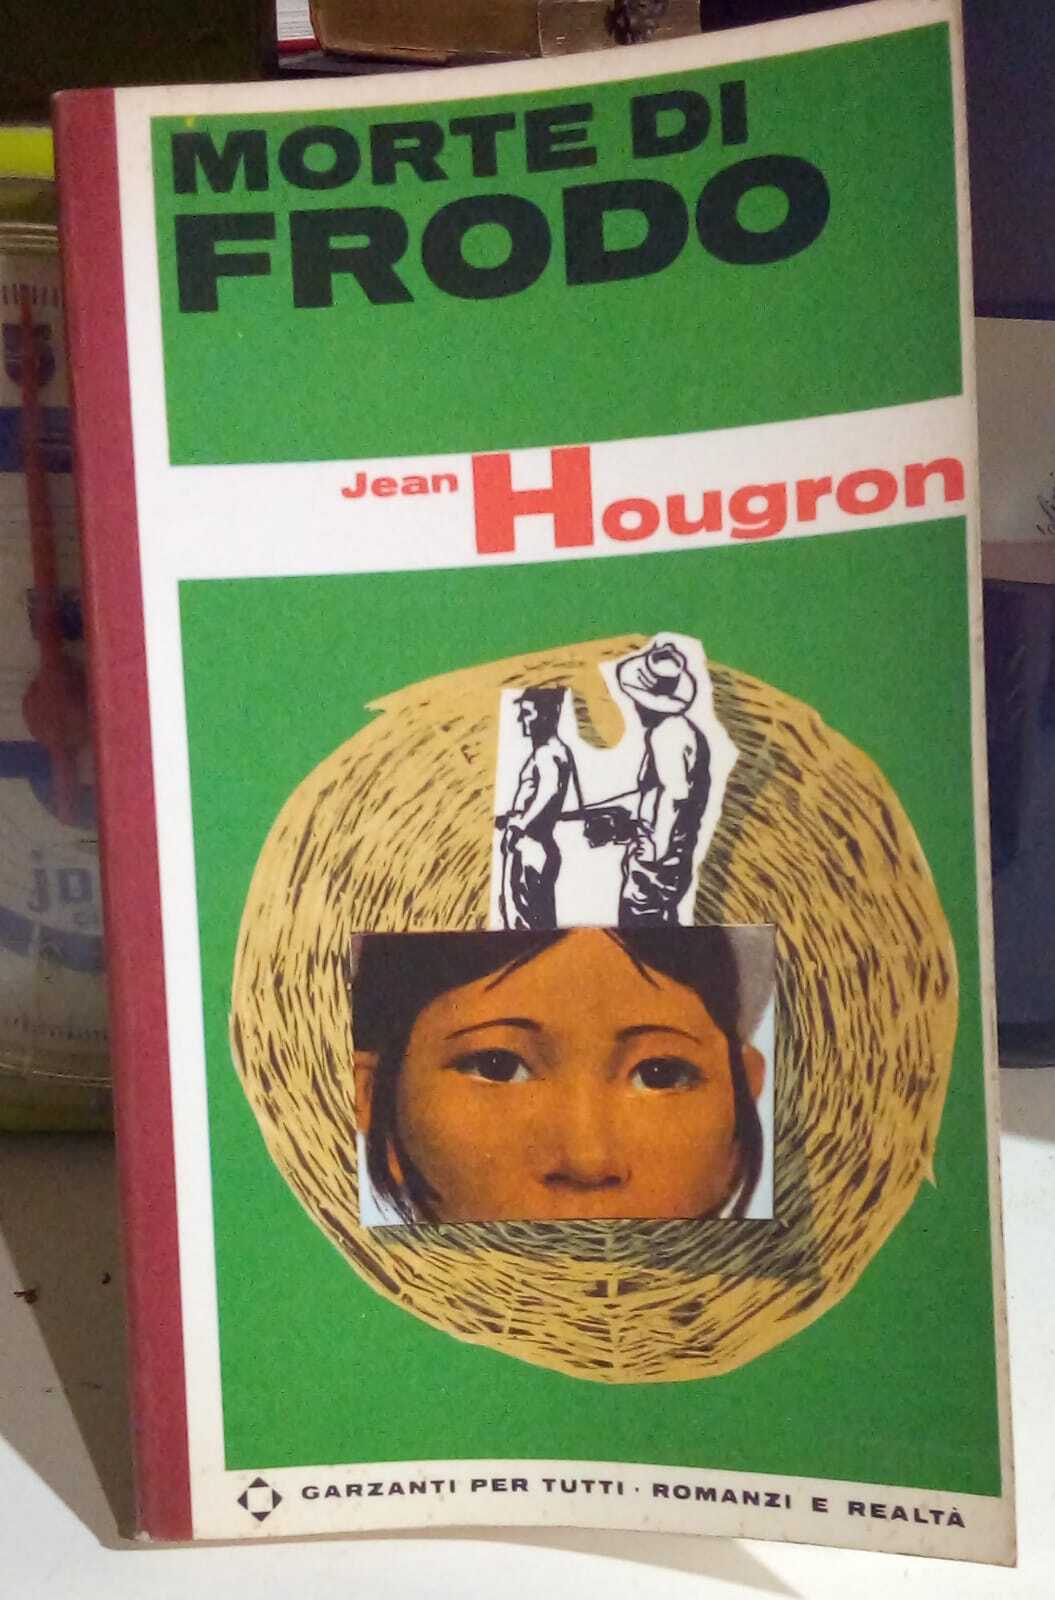 MORTE DI
FRODO
Jean Hougron
GARZANTI PER TUTTI · ROMANZI E REALTÀ